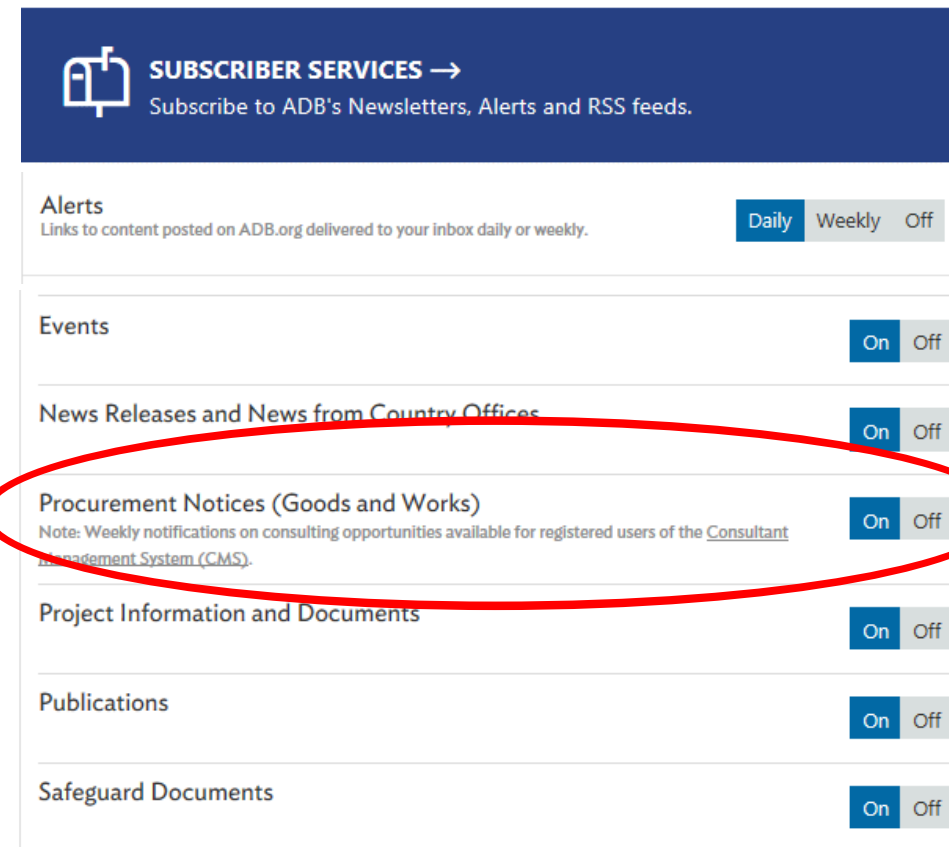 SUBSCRIBER SERVICES →
Subscribe to ADB's Newsletters, Alerts and RSS feeds.
Alerts
Links to content posted on ADB.org delivered to your inbox daily or weekly.
Daily Weekly Off
Events
On Off
News Releases and News from Country Offices
On Off
Procurement Notices (Goods and Works)
Note: Weekly notifications on consulting opportunities available for registered users of the Consultant
Management System (CMS).
On Off
Project Information and Documents
On Off
Publications
On Off
Safeguard Documents
On Off